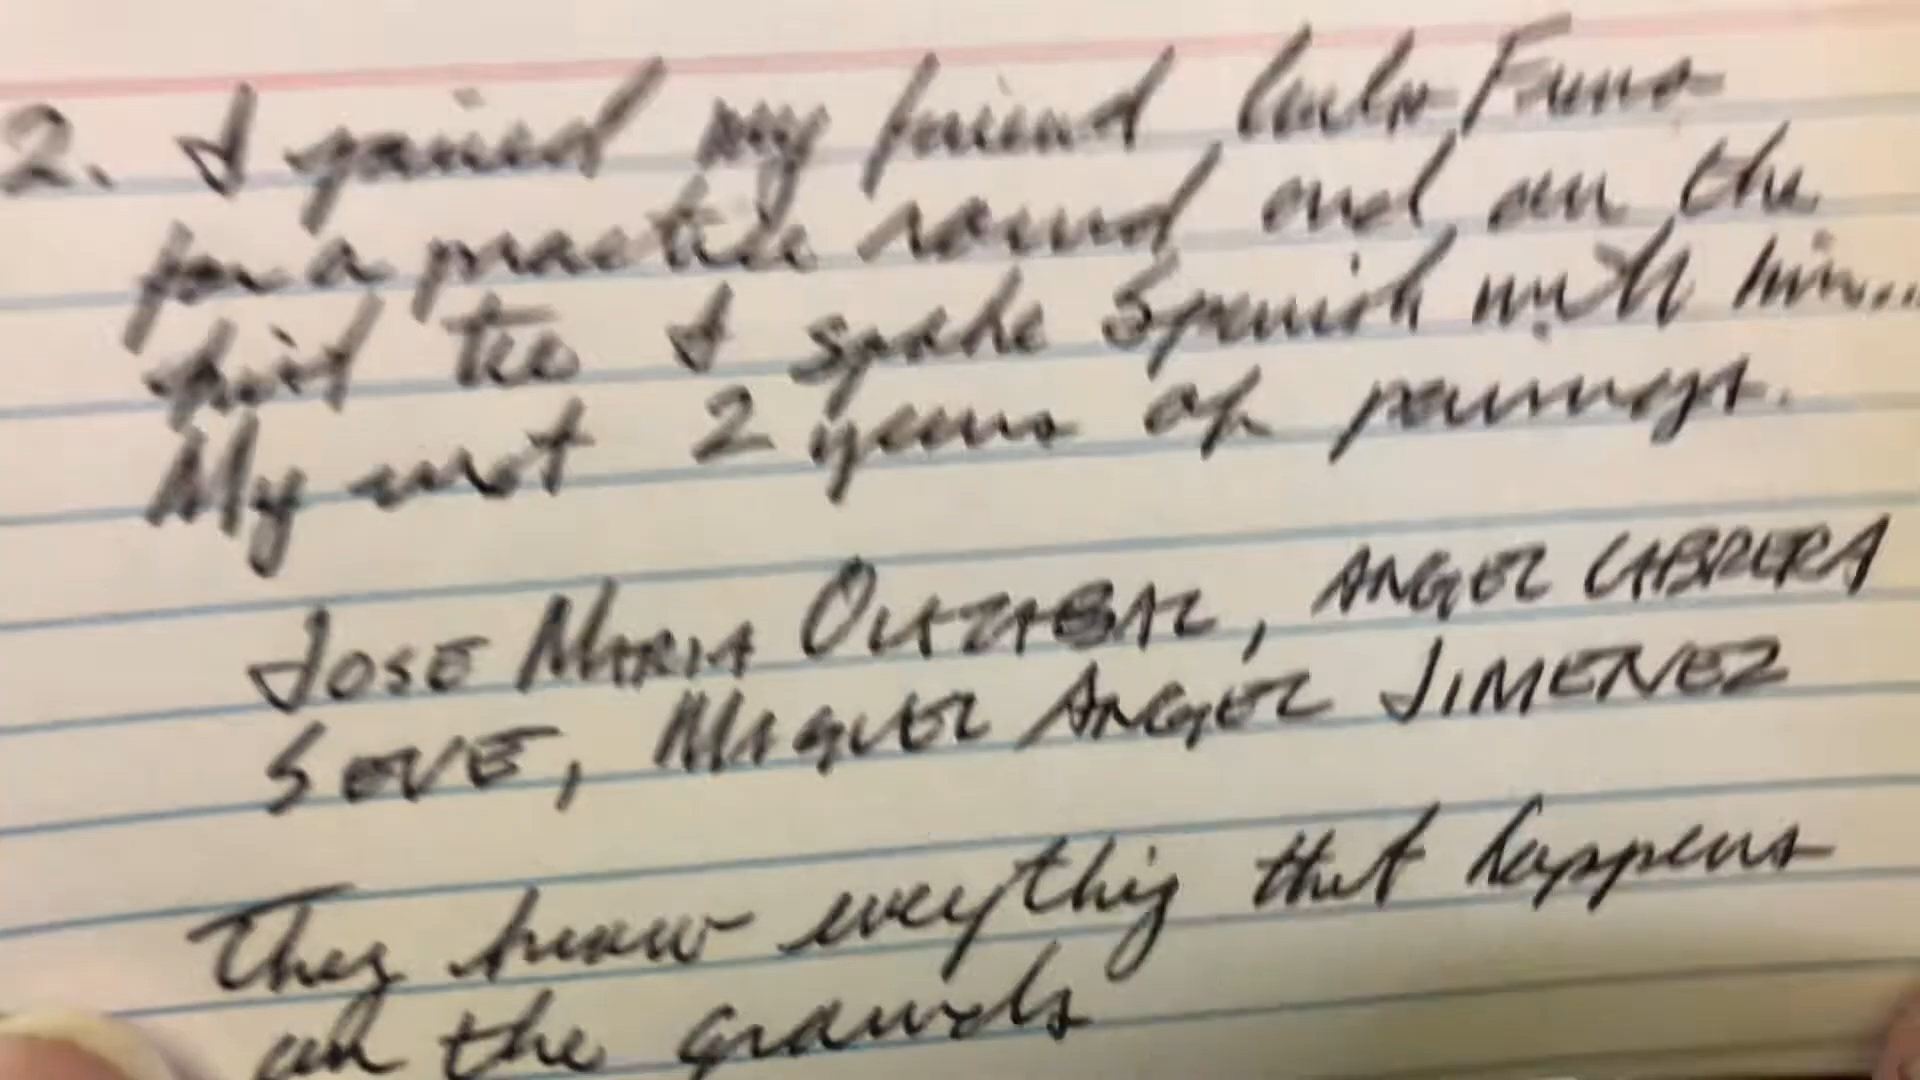 2. I joined my friend Carlos Franco
for a practice round and on the
first tee I spoke Spanish with him...
My next 2 years of pairings.
JOSE MARIA OLAZABAL, ANGEL CABRERA
SEVE, MIGUEL ANGEL JIMENEZ
They know everything that happens
on the grounds